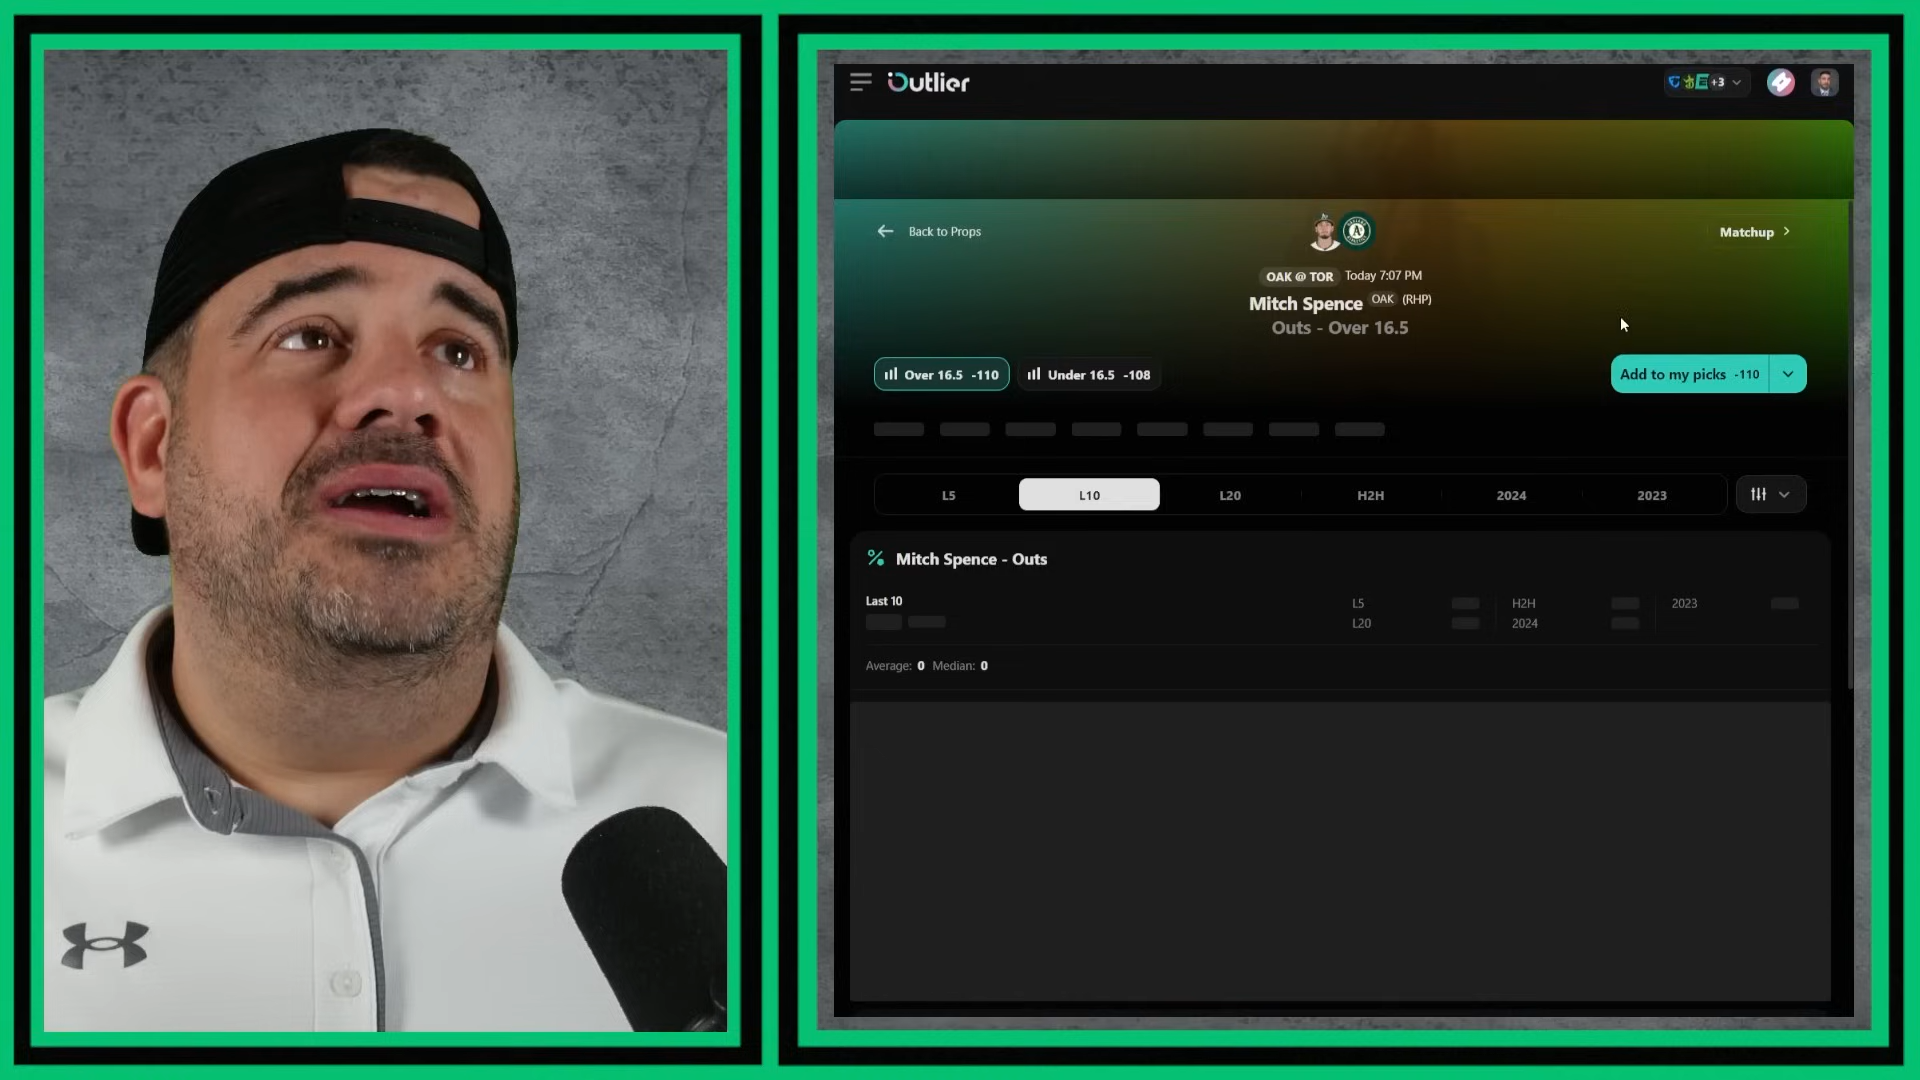 Outlier
+3
Back to Props
Matchup
OAK @ TOR Today 7:07 PM
Mitch Spence OAK (RHP)
Outs - Over 16.5
Over 16.5 -110
Under 16.5 -108
Add to my picks -110
L5 L10 L20 H2H 2024 2023
Mitch Spence - Outs
Last 10
L5 H2H 2023
L20 2024
Average: 0 Median: 0